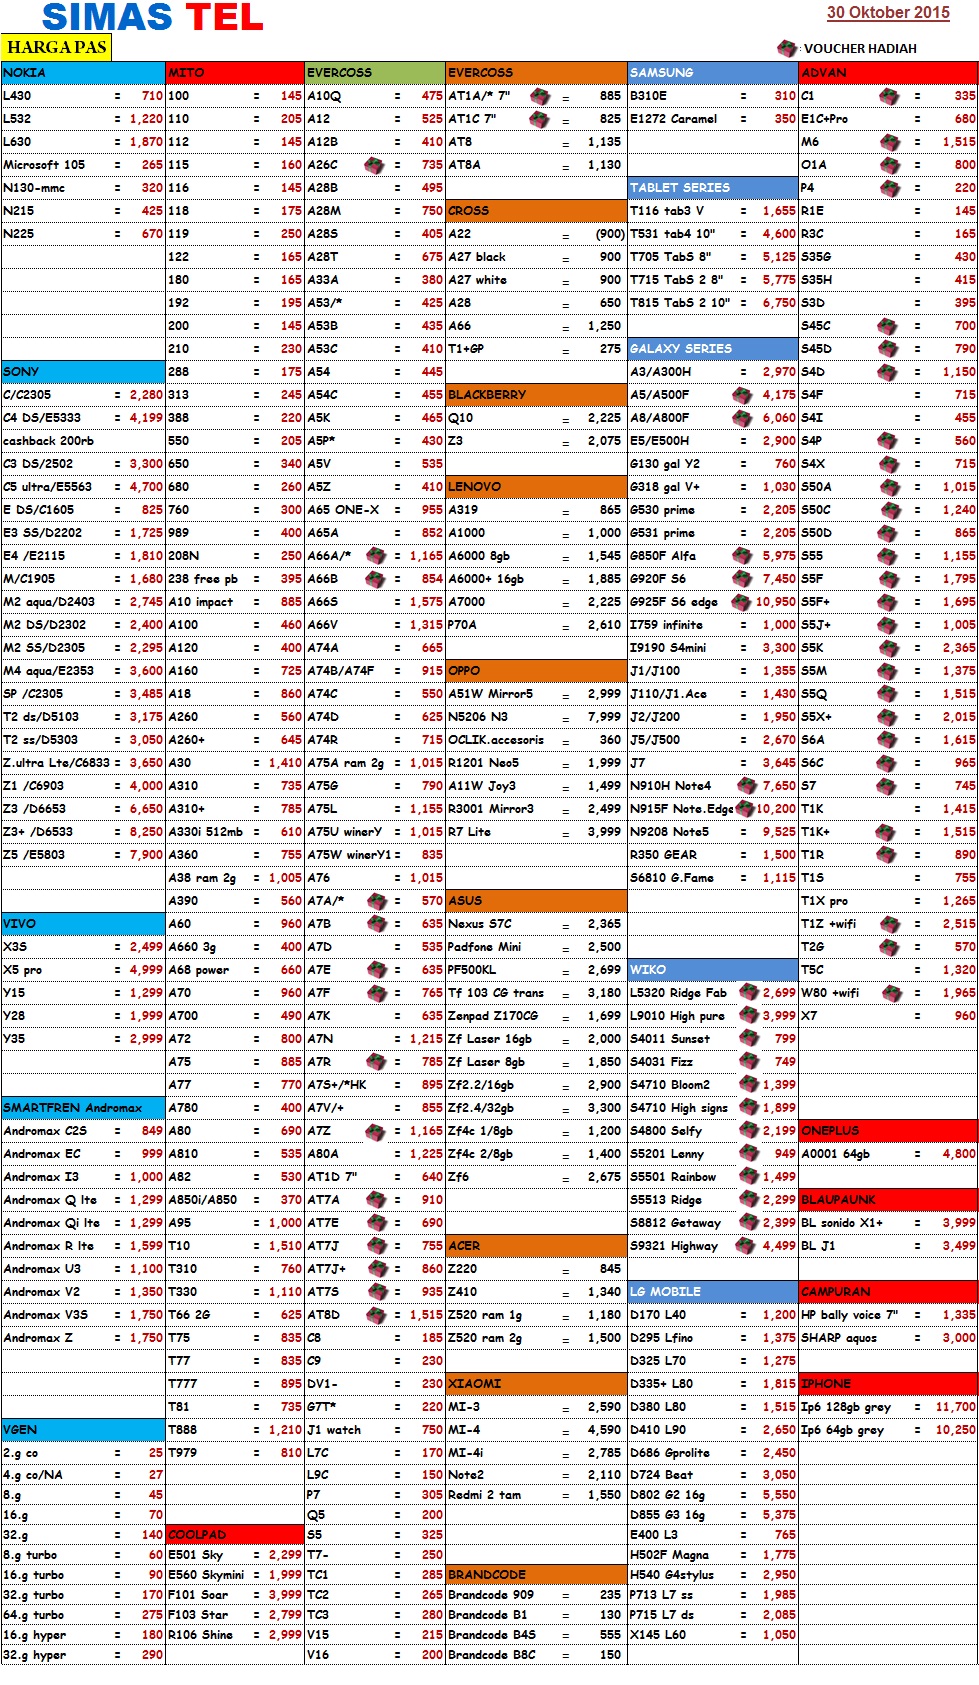 SIMAS TEL
30 Oktober 2015
HARGA PAS
: VOUCHER HADIAH
NOKIA
L430 = 710
L532 = 1,220
L630 = 1,870
Microsoft 105 = 265
N130-mmc = 320
N215 = 425
N225 = 670
SONY
C/C2305 = 2,280
C4 DS/E5333 = 4,199
cashback 200rb
C3 DS/2502 = 3,300
C5 ultra/E5563 = 4,700
E DS/C1605 = 825
E3 SS/D2202 = 1,725
E4 /E2115 = 1,810
M/C1905 = 1,680
M2 aqua/D2403 = 2,745
M2 DS/D2302 = 2,400
M2 SS/D2305 = 2,295
M4 aqua/E2353 = 3,600
SP /C2305 = 3,485
T2 ds/D5103 = 3,175
T2 ss/D5303 = 3,050
Z.ultra Lte/C6833 = 3,650
Z1 /C6903 = 4,000
Z3 /D6653 = 6,650
Z3+ /D6533 = 8,250
Z5 /E5803 = 7,900
VIVO
X3S = 2,499
X5 pro = 4,999
Y15 = 1,299
Y28 = 1,999
Y35 = 2,999
SMARTFREN Andromax
Andromax C2S = 849
Andromax EC = 999
Andromax I3 = 1,000
Andromax Q lte = 1,299
Andromax Qi lte = 1,299
Andromax R lte = 1,599
Andromax U3 = 1,100
Andromax V2 = 1,350
Andromax V3S = 1,750
Andromax Z = 1,750
VGEN
2.g co = 25
4.g co/NA = 27
8.g = 45
16.g = 70
32.g = 140
8.g turbo = 60
16.g turbo = 90
32.g turbo = 170
64.g turbo = 275
16.g hyper = 180
32.g hyper = 290
MITO
100 = 145
110 = 205
112 = 145
115 = 160
116 = 145
118 = 175
119 = 250
122 = 165
180 = 165
192 = 195
200 = 145
210 = 230
288 = 175
313 = 245
388 = 220
550 = 205
650 = 340
680 = 260
760 = 300
989 = 400
208N = 250
238 free pb = 395
A10 impact = 885
A100 = 460
A120 = 400
A160 = 725
A18 = 860
A260 = 560
A260+ = 645
A30 = 1,410
A310 = 735
A310+ = 785
A330i 512mb = 610
A360 = 755
A38 ram 2g = 1,005
A390 = 560
A60 = 960
A660 3g = 400
A68 power = 660
A70 = 960
A700 = 490
A72 = 800
A75 = 885
A77 = 770
A780 = 400
A80 = 690
A810 = 535
A82 = 530
A850i/A850 = 370
A95 = 1,000
T10 = 1,510
T310 = 760
T330 = 1,110
T66 2G = 625
T75 = 835
T77 = 835
T777 = 895
T81 = 735
T888 = 1,210
T979 = 810
COOLPAD
E501 Sky = 2,299
E560 Skymini = 1,999
F101 Soar = 3,999
F103 Star = 2,799
R106 Shine = 2,999
EVERCOSS
A10Q = 475
A12 = 525
A12B = 410
A26C = 735
A28B = 495
A28M = 750
A28S = 405
A28T = 675
A33A = 380
A53/* = 425
A53B = 435
A53C = 410
A54 = 445
A54C = 455
A5K = 465
A5P* = 430
A5V = 535
A5Z = 410
A65 ONE-X = 955
A65A = 852
A66A/* = 1,165
A66B = 854
A66S = 1,575
A66V = 1,315
A74A = 665
A74B/A74F = 915
A74C = 550
A74D = 625
A74R = 715
A75A ram 2g = 1,015
A75G = 790
A75L = 1,155
A75U winerY = 1,015
A75W winerY1 = 835
A76 = 1,015
A7A/* = 570
A7B = 635
A7D = 535
A7E = 635
A7F = 765
A7K = 635
A7N = 1,215
A7R = 785
A7S+/*HK = 895
A7V/+ = 855
A7Z = 1,165
A80A = 1,225
AT1D 7" = 640
AT7A = 910
AT7E = 690
AT7J = 755
AT7J+ = 860
AT7S = 935
AT8D = 1,515
C8 = 185
C9 = 230
DV1- = 230
G7T* = 220
J1 watch = 750
L7C = 170
L9C = 150
P7 = 305
Q5 = 200
S5 = 325
T7- = 250
TC1 = 285
TC2 = 265
TC3 = 280
V15 = 215
V16 = 200
EVERCOSS
AT1A/* 7" = 885
AT1C 7" = 825
AT8 = 1,135
AT8A = 1,130
CROSS
A22 = (900)
A27 black = 900
A27 white = 900
A28 = 650
A66 = 1,250
T1+GP = 275
BLACKBERRY
Q10 = 2,225
Z3 = 2,075
LENOVO
A319 = 865
A1000 = 1,000
A6000 8gb = 1,545
A6000+ 16gb = 1,885
A7000 = 2,225
P70A = 2,610
OPPO
A51W Mirror5 = 2,999
N5206 N3 = 7,999
OCLIK.accesoris = 360
R1201 Neo5 = 1,999
A11W Joy3 = 1,499
R3001 Mirror3 = 2,499
R7 Lite = 3,999
ASUS
Nexus S7C = 2,365
Padfone Mini = 2,500
PF500KL = 2,699
Tf 103 CG trans = 3,180
Zenpad Z170CG = 1,699
Zf Laser 16gb = 2,000
Zf Laser 8gb = 1,850
Zf2.2/16gb = 2,900
Zf2.4/32gb = 3,300
Zf4c 1/8gb = 1,200
Zf4c 2/8gb = 1,400
Zf6 = 2,675
ACER
Z220 = 845
Z410 = 1,340
Z520 ram 1g = 1,180
Z520 ram 2g = 1,500
XIAOMI
MI-3 = 2,590
MI-4 = 4,590
MI-4i = 2,785
Note2 = 2,110
Redmi 2 tam = 1,550
BRANDCODE
Brandcode 909 = 235
Brandcode B1 = 130
Brandcode B4S = 555
Brandcode B8C = 150
SAMSUNG
B310E = 310
E1272 Caramel = 350
TABLET SERIES
T116 tab3 V = 1,655
T531 tab4 10" = 4,600
T705 TabS 8" = 5,125
T715 TabS 2 8" = 5,775
T815 TabS 2 10" = 6,750
GALAXY SERIES
A3/A300H = 2,970
A5/A500F = 4,175
A8/A800F = 6,060
E5/E500H = 2,900
G130 gal Y2 = 760
G318 gal V+ = 1,030
G530 prime = 2,205
G531 prime = 2,205
G850F Alfa = 5,975
G920F S6 = 7,450
G925F S6 edge = 10,950
I759 infinite = 1,000
I9190 S4mini = 3,300
J1/J100 = 1,355
J110/J1.Ace = 1,430
J2/J200 = 1,950
J5/J500 = 2,670
J7 = 3,645
N910H Note4 = 7,650
N915F Note.Edge 10,200
N9208 Note5 = 9,525
R350 GEAR = 1,500
S6810 G.Fame = 1,115
WIKO
L5320 Ridge Fab 2,699
L9010 High pure 3,999
S4011 Sunset 799
S4031 Fizz 749
S4710 Bloom2 1,399
S4710 High signs 1,899
S4800 Selfy 2,199
S5201 Lenny 949
S5501 Rainbow 1,499
S5513 Ridge 2,299
S8812 Getaway 2,399
S9321 Highway 4,499
LG MOBILE
D170 L40 = 1,200
D295 Lfino = 1,375
D325 L70 = 1,275
D335+ L80 = 1,815
D380 L80 = 1,515
D410 L90 = 2,650
D686 Gprolite = 2,450
D724 Beat = 3,050
D802 G2 16g = 5,550
D855 G3 16g = 5,375
E400 L3 = 765
H502F Magna = 1,775
H540 G4stylus = 2,950
P713 L7 ss = 1,985
P715 L7 ds = 2,085
X145 L60 = 1,050
ADVAN
C1 = 335
E1C+Pro = 680
M6 = 1,515
O1A = 800
P4 = 220
R1E = 145
R3C = 165
S35G = 430
S35H = 415
S3D = 395
S45C = 700
S45D = 790
S4D = 1,150
S4F = 715
S4I = 455
S4P = 560
S4X = 715
S50A = 1,015
S50C = 1,240
S50D = 865
S55 = 1,155
S5F = 1,795
S5F+ = 1,695
S5J+ = 1,005
S5K = 2,365
S5M = 1,375
S5Q = 1,515
S5X+ = 2,015
S6A = 1,615
S6C = 965
S7 = 745
T1K = 1,415
T1K+ = 1,515
T1R = 890
T1S = 755
T1X pro = 1,265
T1Z +wifi = 2,515
T2G = 570
T5C = 1,320
W80 +wifi = 1,965
X7 = 960
ONEPLUS
A0001 64gb = 4,800
BLAUPAUNK
BL sonido X1+ = 3,999
BL J1 = 3,499
CAMPURAN
HP bally voice 7" = 1,335
SHARP aquos = 3,000
IPHONE
Ip6 128gb grey = 11,700
Ip6 64gb grey = 10,250